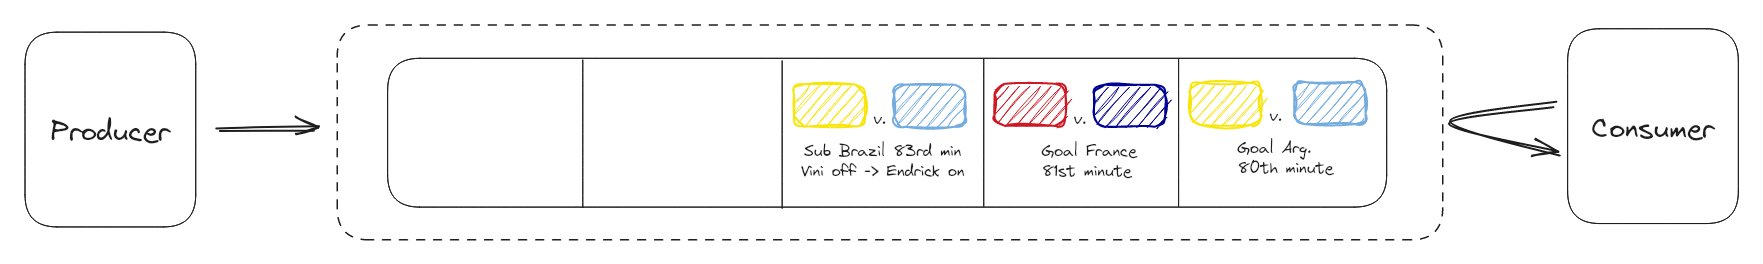 Producer
v.
Sub Brazil 83rd min
Vini off -> Endrick on
v.
Goal France
81st minute
v.
Goal Arg.
80th minute
Consumer